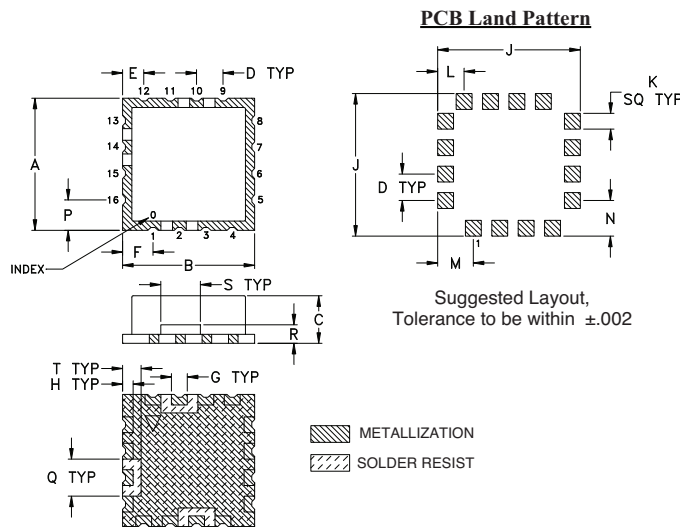 PCB Land Pattern
E
D TYP
12 11 10 9
13
14
15
16
8
7
6
5
A
P
0
1 2 3 4
INDEX
F
B
J
L
K
SQ TYP
J
D TYP
N
1
M
Suggested Layout,
Tolerance to be within ±.002
S TYP
C
R
T TYP
H TYP
G TYP
Q TYP
METALLIZATION
SOLDER RESIST